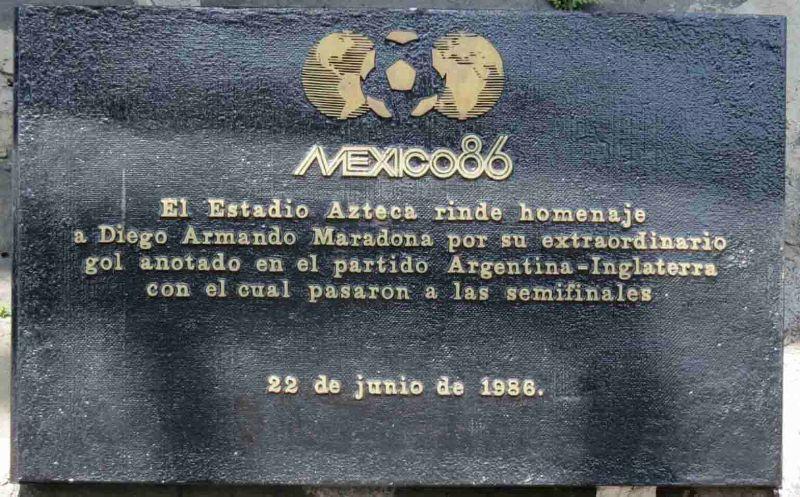 MEXICO86
El Estadio Azteca rinde homenaje
a Diego Armando Maradona por su extraordinario
gol anotado en el partido Argentina-Inglaterra
con el cual pasaron a las semifinales
22 de junio de 1986.